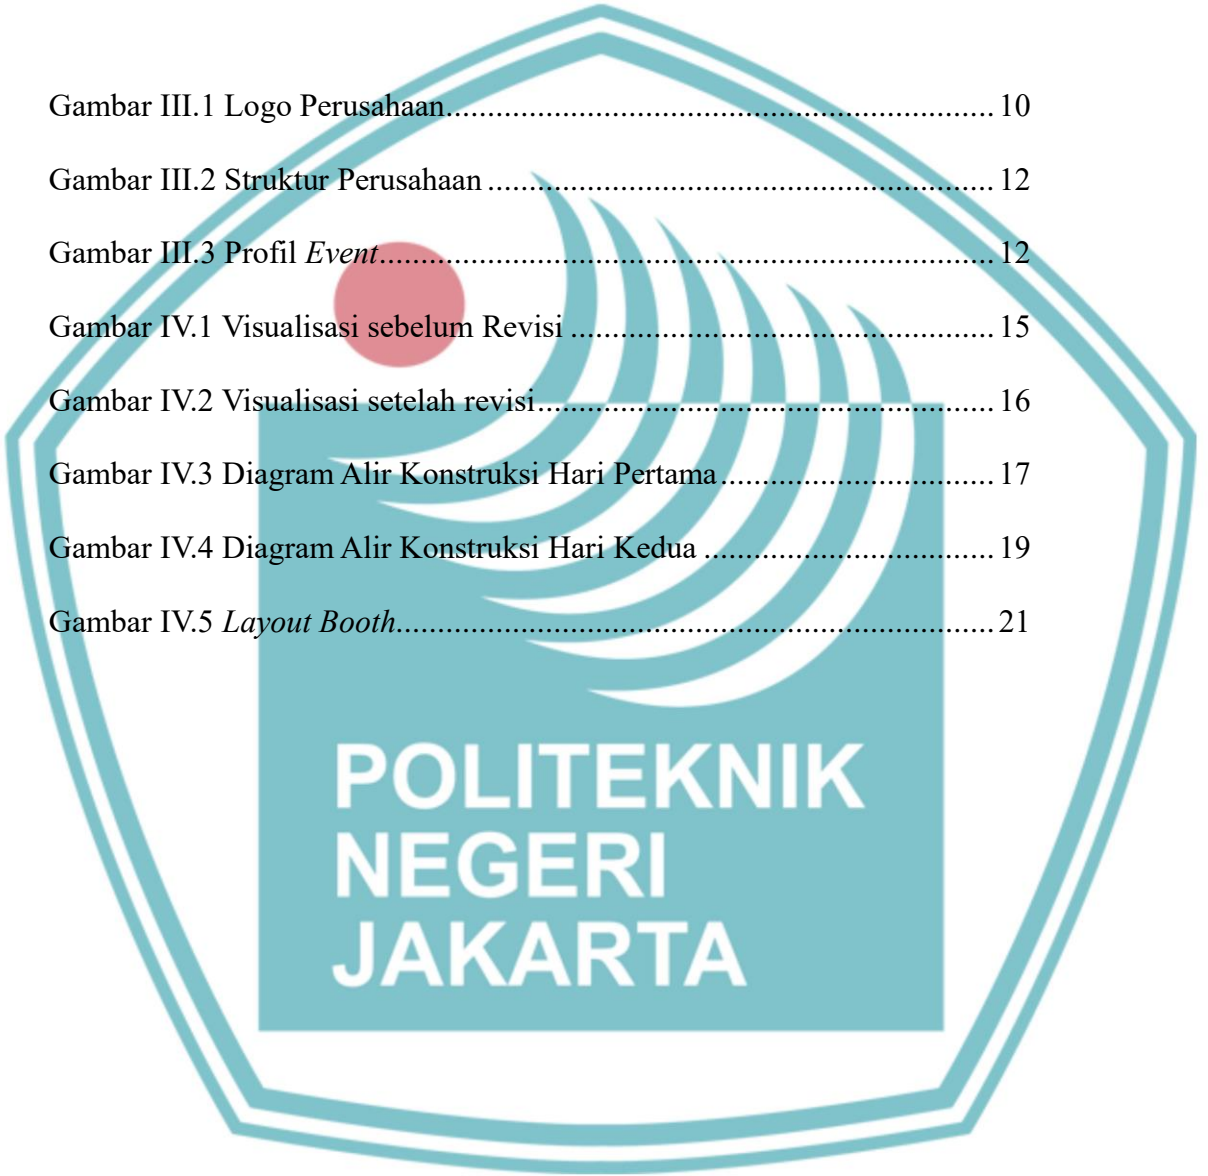 Gambar III.1 Logo Perusahaan.................................................................. 10
Gambar III.2 Struktur Perusahaan ............................................................. 12
Gambar III.3 Profil Event.......................................................................... 12
Gambar IV.1 Visualisasi sebelum Revisi ................................................... 15
Gambar IV.2 Visualisasi setelah revisi....................................................... 16
Gambar IV.3 Diagram Alir Konstruksi Hari Pertama................................. 17
Gambar IV.4 Diagram Alir Konstruksi Hari Kedua ................................... 19
Gambar IV.5 Layout Booth........................................................................ 21
POLITEKNIK
NEGERI
JAKARTA